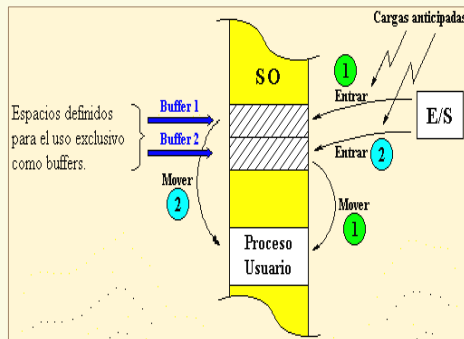 Cargas anticipadas
SO
1
Entrar
E/S
Espacios definidos
para el uso exclusivo
como buffers.
Buffer 1
Buffer 2
Entrar
2
Mover
2
Mover
1
Proceso
Usuario